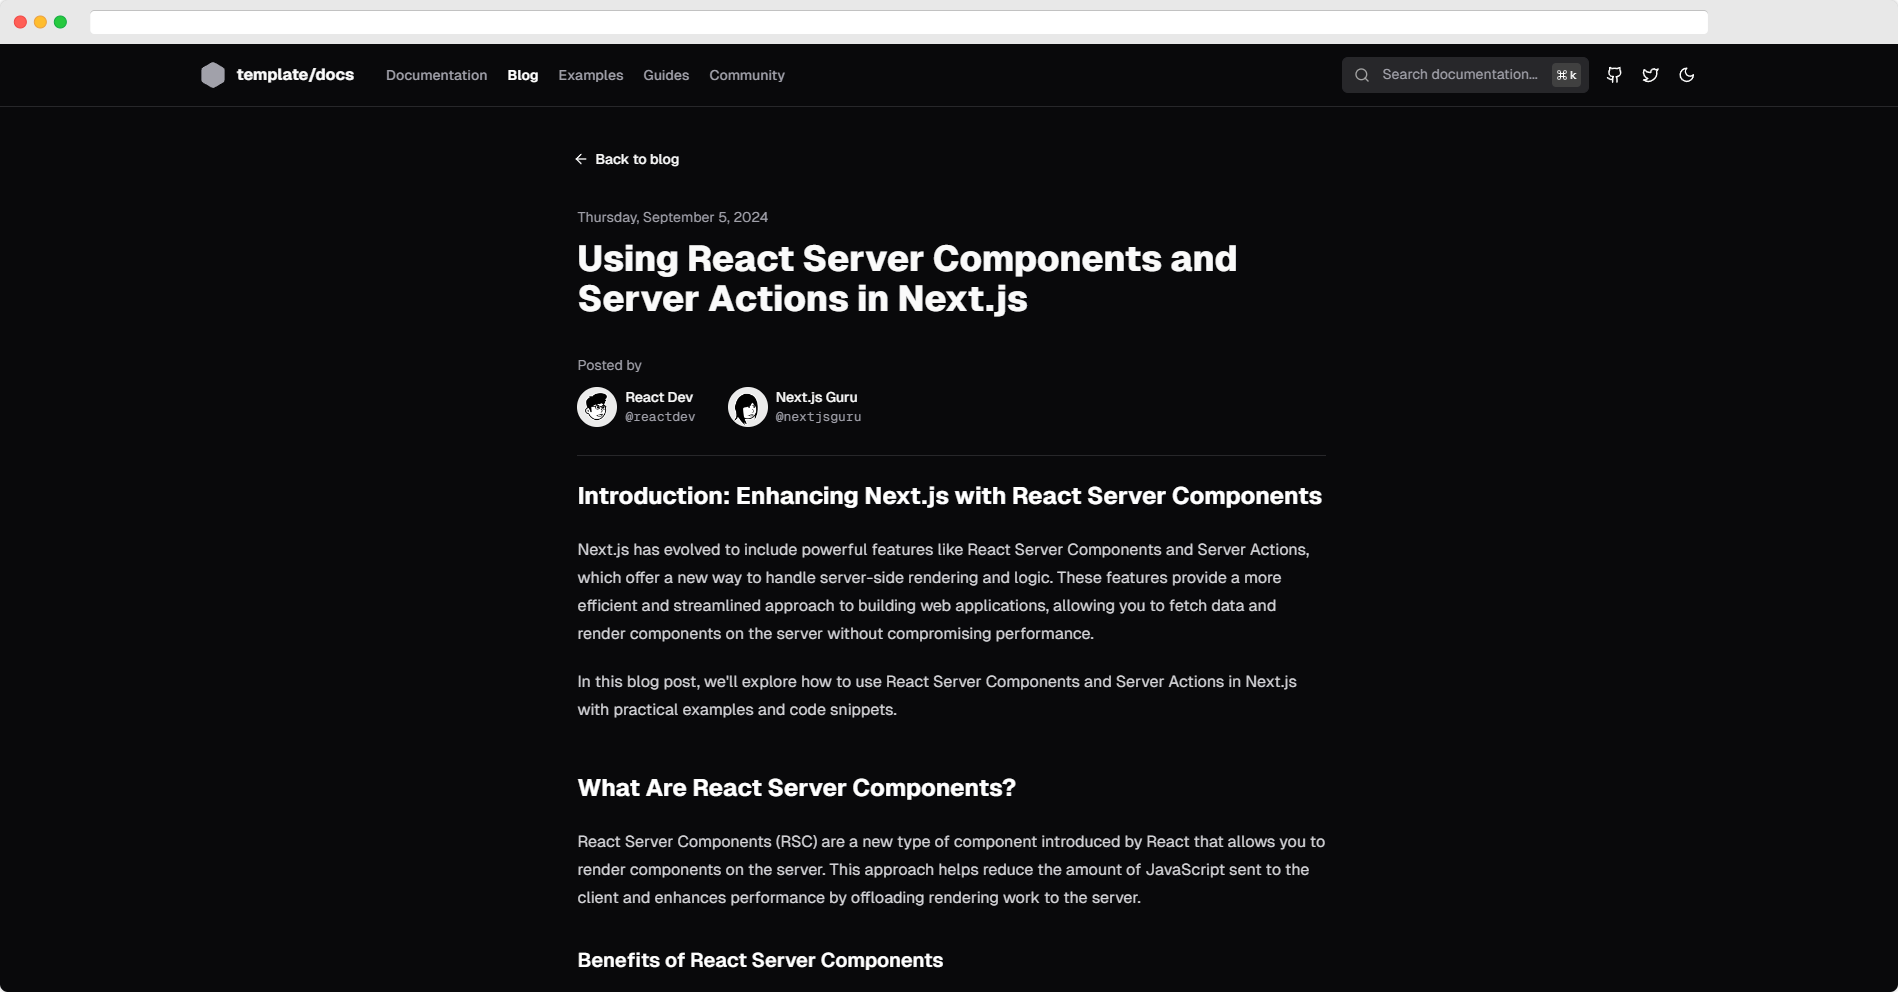 template/docs Documentation Blog Examples Guides Community Search documentation... ⌘ k
Back to blog
Thursday, September 5, 2024
Using React Server Components and
Server Actions in Next.js
Posted by
React Dev
@reactdev
Next.js Guru
@nextjsguru
Introduction: Enhancing Next.js with React Server Components
Next.js has evolved to include powerful features like React Server Components and Server Actions,
which offer a new way to handle server-side rendering and logic. These features provide a more
efficient and streamlined approach to building web applications, allowing you to fetch data and
render components on the server without compromising performance.
In this blog post, we'll explore how to use React Server Components and Server Actions in Next.js
with practical examples and code snippets.
What Are React Server Components?
React Server Components (RSC) are a new type of component introduced by React that allows you to
render components on the server. This approach helps reduce the amount of JavaScript sent to the
client and enhances performance by offloading rendering work to the server.
Benefits of React Server Components